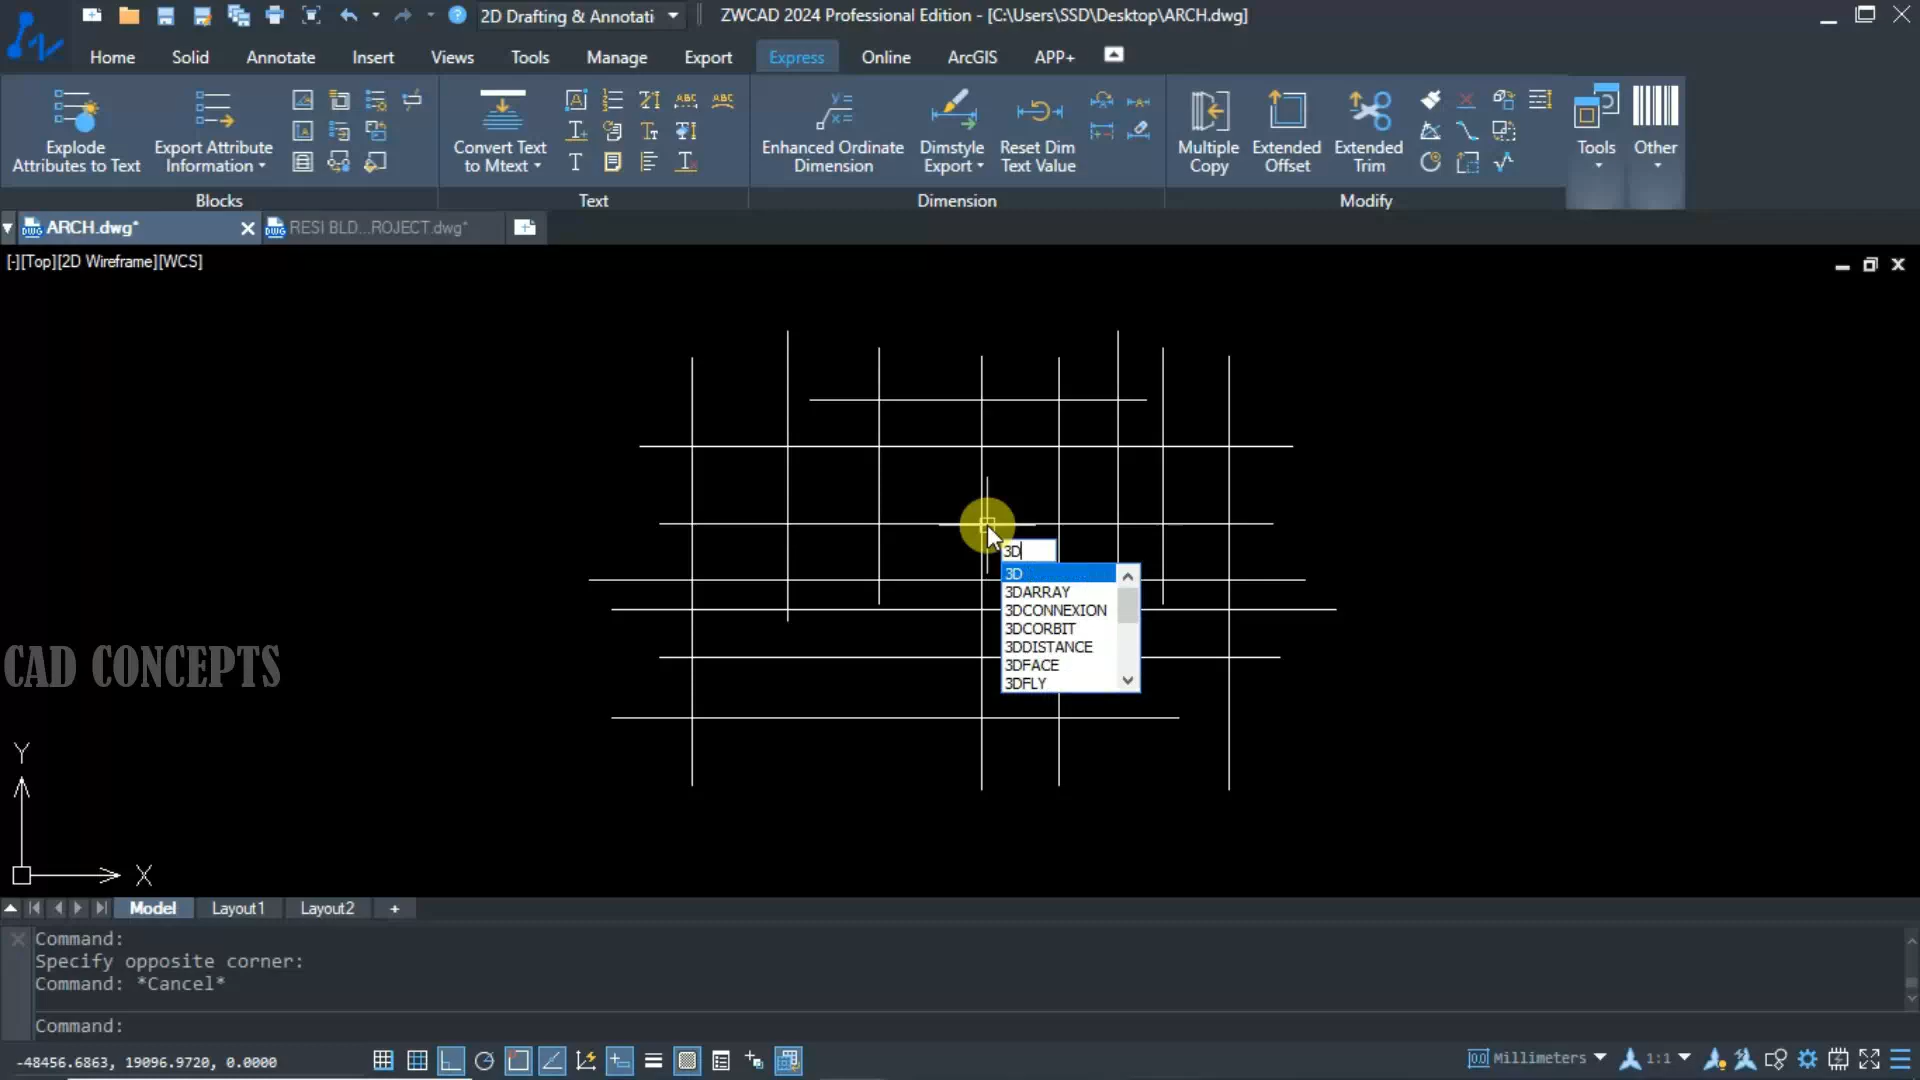 2D Drafting & Annotati
ZWCAD 2024 Professional Edition - [C:\Users\SSD\Desktop\ARCH.dwg]
Home
Solid
Annotate
Insert
Views
Tools
Manage
Export
Express
Online
ArcGIS
APP+
Explode
Attributes to Text
Export Attribute
Information
Convert Text
to Mtext
Enhanced Ordinate
Dimension
Dimstyle
Export
Reset Dim
Text Value
Multiple
Copy
Extended
Offset
Extended
Trim
Tools
Other
Blocks
Text
Dimension
Modify
ARCH.dwg*
RESI BLD...ROJECT.dwg*
[-][Top][2D Wireframe][WCS]
3D
3D
3DARRAY
3DCONNEXION
3DCORBIT
3DDISTANCE
3DFACE
3DFLY
CAD CONCEPTS
Y
X
Model
Layout1
Layout2
+
Command:
Specify opposite corner:
Command: *Cancel*
Command:
-48456.6863, 19096.9720, 0.0000
Millimeters
1:1